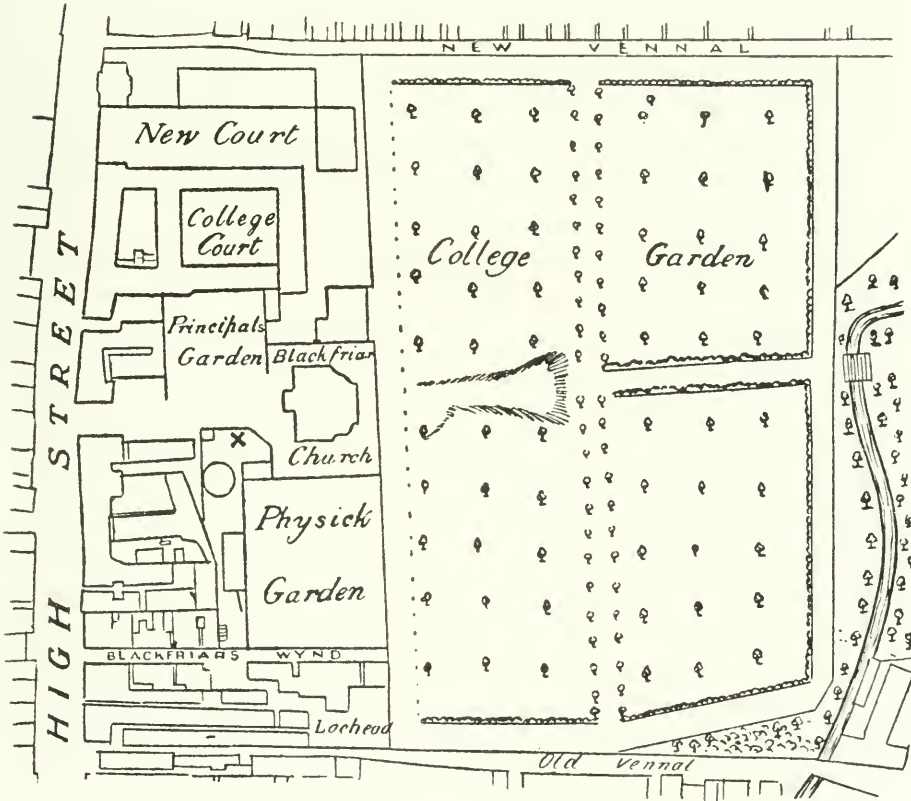 NEW VENNAL
New Court
College
Court
College Garden
HIGH STREET
Principals
Garden
Blackfriar
Church
Physick
Garden
BLACKFRIARS WYND
Lochead
Old Vennal